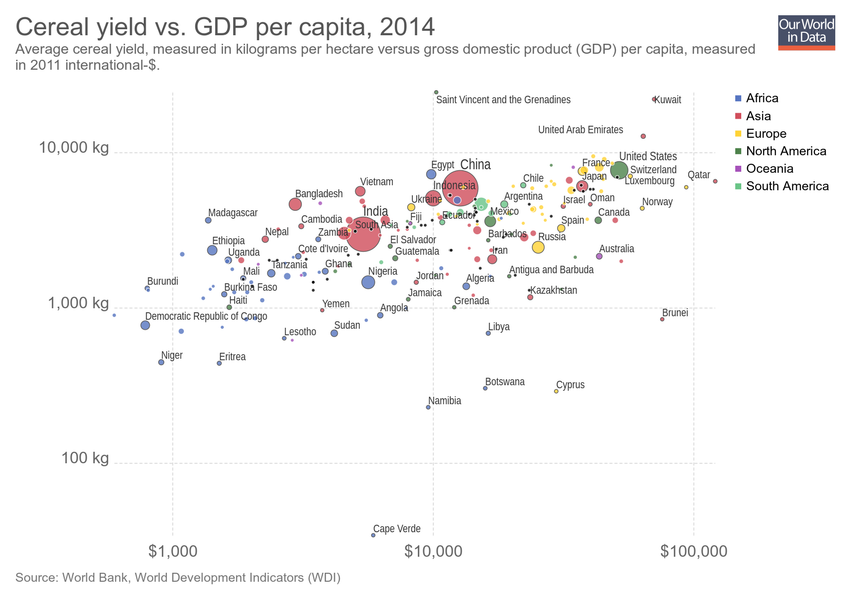 Cereal yield vs. GDP per capita, 2014
Average cereal yield, measured in kilograms per hectare versus gross domestic product (GDP) per capita, measured
in 2011 international-$.
Our World
in Data
Saint Vincent and the Grenadines
Kuwait
Africa
Asia
Europe
North America
Oceania
South America
United Arab Emirates
10,000 kg
France
United States
Egypt
China
Switzerland
Qatar
Japan
Luxembourg
Vietnam
Indonesia
Chile
Bangladesh
Ukraine
Argentina
Israel
Oman
Norway
Madagascar
India
Mexico
Canada
Cambodia
South Asia
Fiji
Ecuador
Spain
Nepal
Zambia
Barbados
Russia
Ethiopia
El Salvador
Uganda
Cote d'Ivoire
Guatemala
Iran
Australia
Tanzania
Ghana
Mali
Nigeria
Jordan
Algeria
Antigua and Barbuda
Burundi
Burkina Faso
Jamaica
Kazakhstan
1,000 kg
Haiti
Yemen
Angola
Grenada
Brunei
Democratic Republic of Congo
Lesotho
Sudan
Libya
Niger
Eritrea
Botswana
Cyprus
Namibia
100 kg
Cape Verde
$1,000
$10,000
$100,000
Source: World Bank, World Development Indicators (WDI)